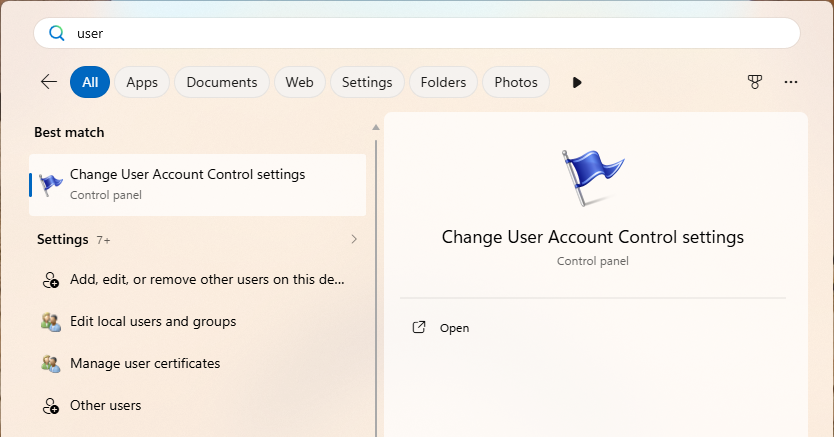 user
All
Apps
Documents
Web
Settings
Folders
Photos
Best match
Change User Account Control settings
Control panel
Settings 7+
Add, edit, or remove other users on this de...
Edit local users and groups
Manage user certificates
Other users
Change User Account Control settings
Control panel
Open